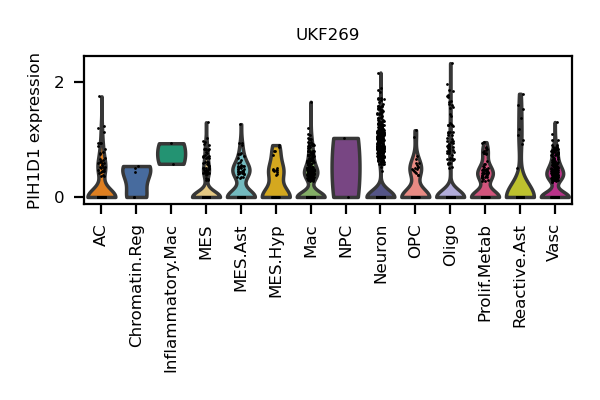 UKF269
PIH1D1 expression
2
0
AC
Chromatin.Reg
Inflammatory.Mac
MES
MES.Ast
MES.Hyp
Mac
NPC
Neuron
OPC
Oligo
Prolif.Metab
Reactive.Ast
Vasc